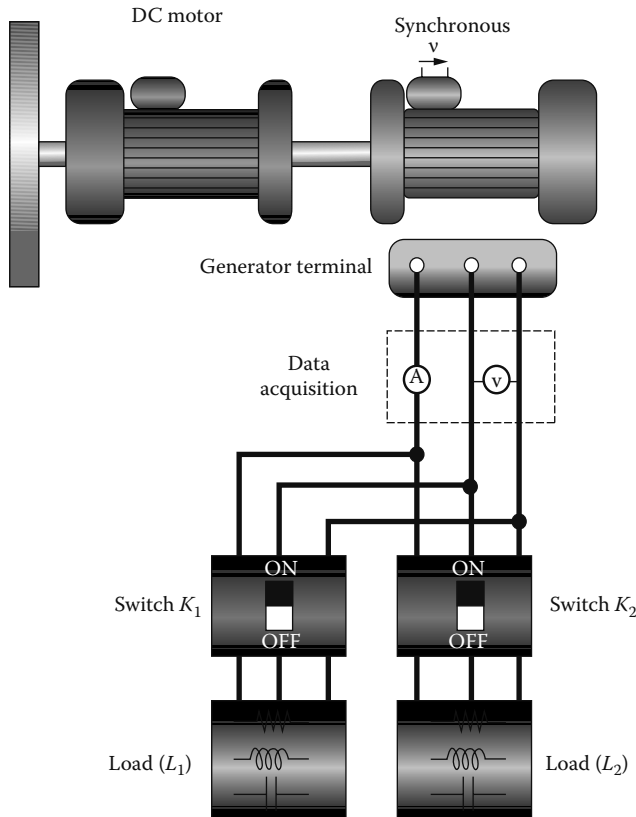 DC motor
Synchronous
ν
Generator terminal
Data
acquisition
A
v
ON
ON
Switch K₁
Switch K₂
OFF
OFF
Load (L₁)
Load (L₂)